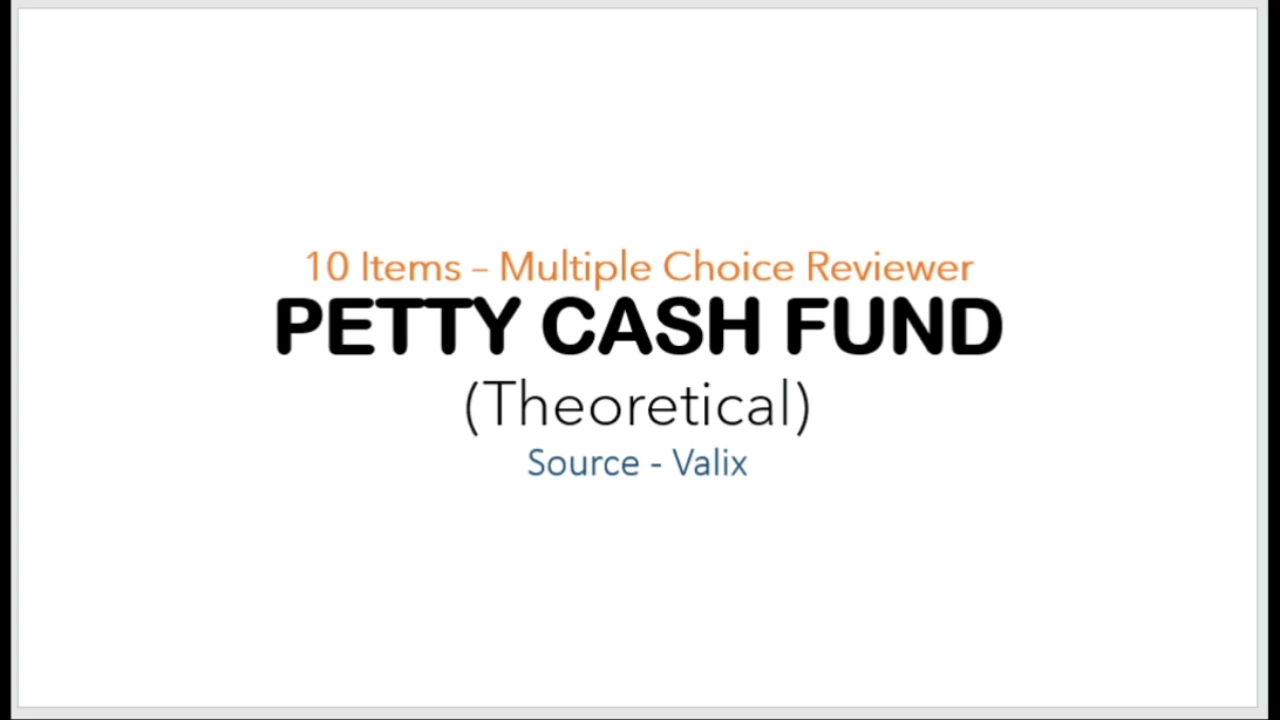 10 Items – Multiple Choice Reviewer
PETTY CASH FUND
(Theoretical)
Source - Valix